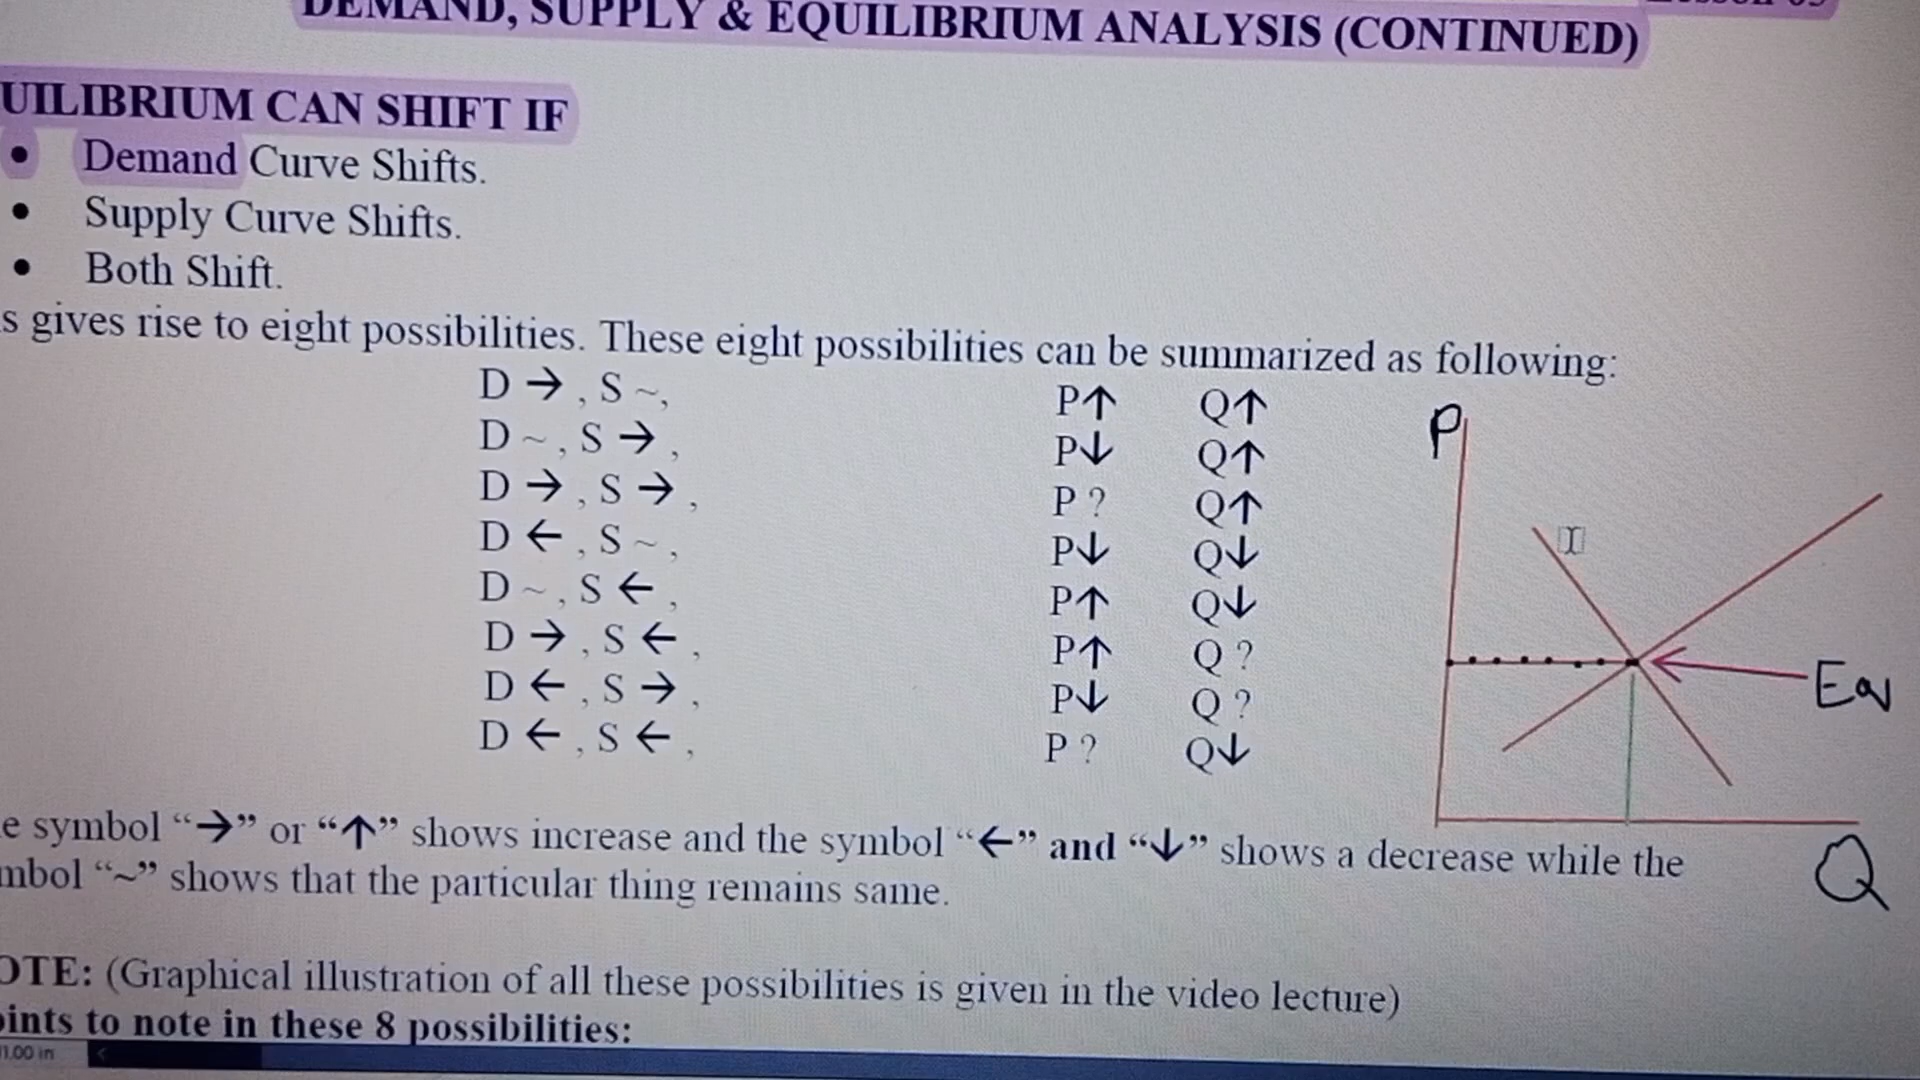 DEMAND, SUPPLY & EQUILIBRIUM ANALYSIS (CONTINUED)
UILIBRIUM CAN SHIFT IF
• Demand Curve Shifts.
• Supply Curve Shifts.
• Both Shift.
s gives rise to eight possibilities. These eight possibilities can be summarized as following:
D →, S ~, P↑ Q↑
D ~, S →, P↓ Q↑
D →, S →, P ? Q↑
D ←, S ~, P↓ Q↓
D ~, S ←, P↑ Q↓
D →, S ←, P↑ Q ?
D ←, S →, P↓ Q ?
D ←, S ←, P ? Q↓
P
Eq
Q
e symbol “→” or “↑” shows increase and the symbol “←” and “↓” shows a decrease while the
mbol “~” shows that the particular thing remains same.
OTE: (Graphical illustration of all these possibilities is given in the video lecture)
oints to note in these 8 possibilities: